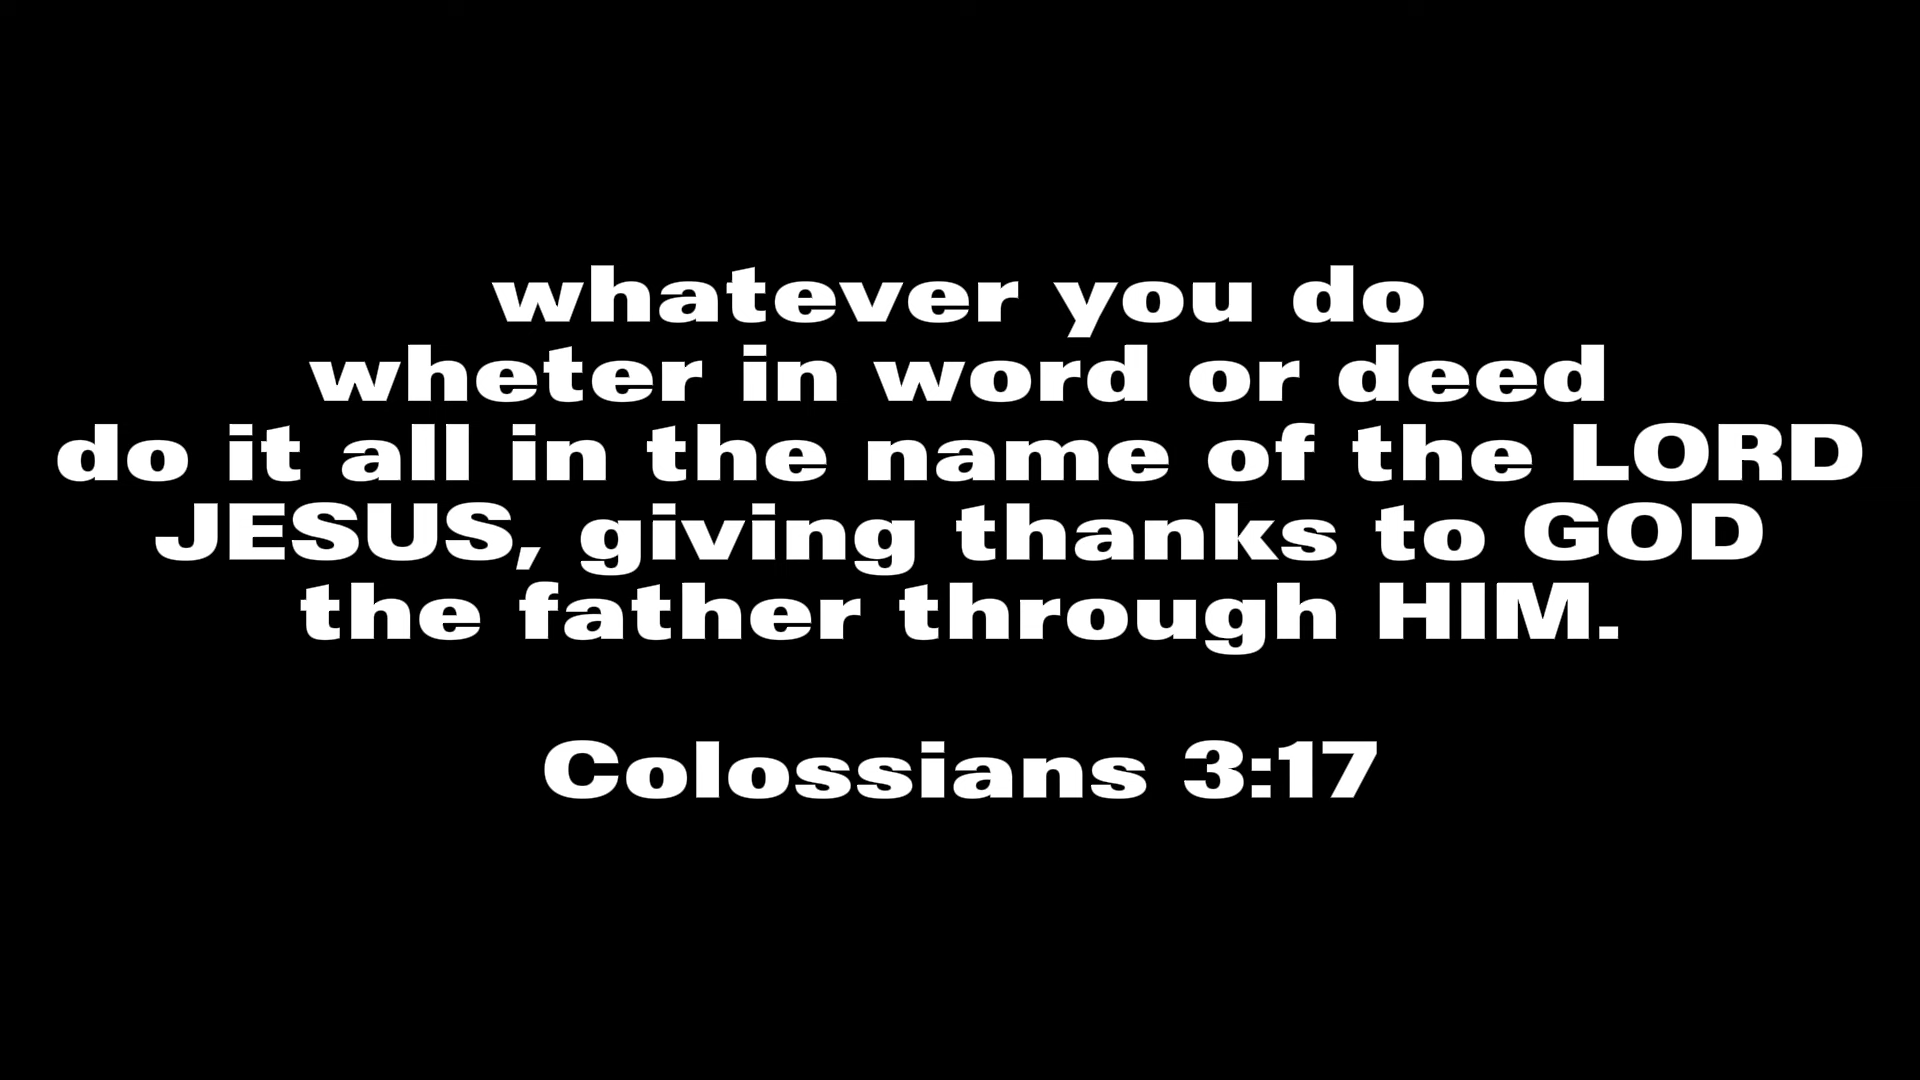 whatever you do
wheter in word or deed
do it all in the name of the LORD
JESUS, giving thanks to GOD
the father through HIM.
Colossians 3:17